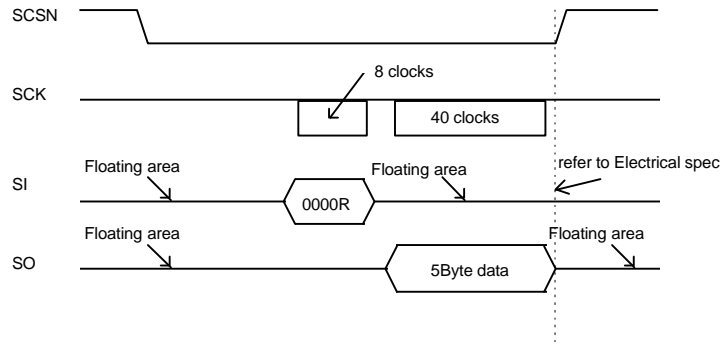 SCSN
8 clocks
SCK
40 clocks
Floating area
Floating area
refer to Electrical spec
SI
0000R
Floating area
Floating area
SO
5Byte data